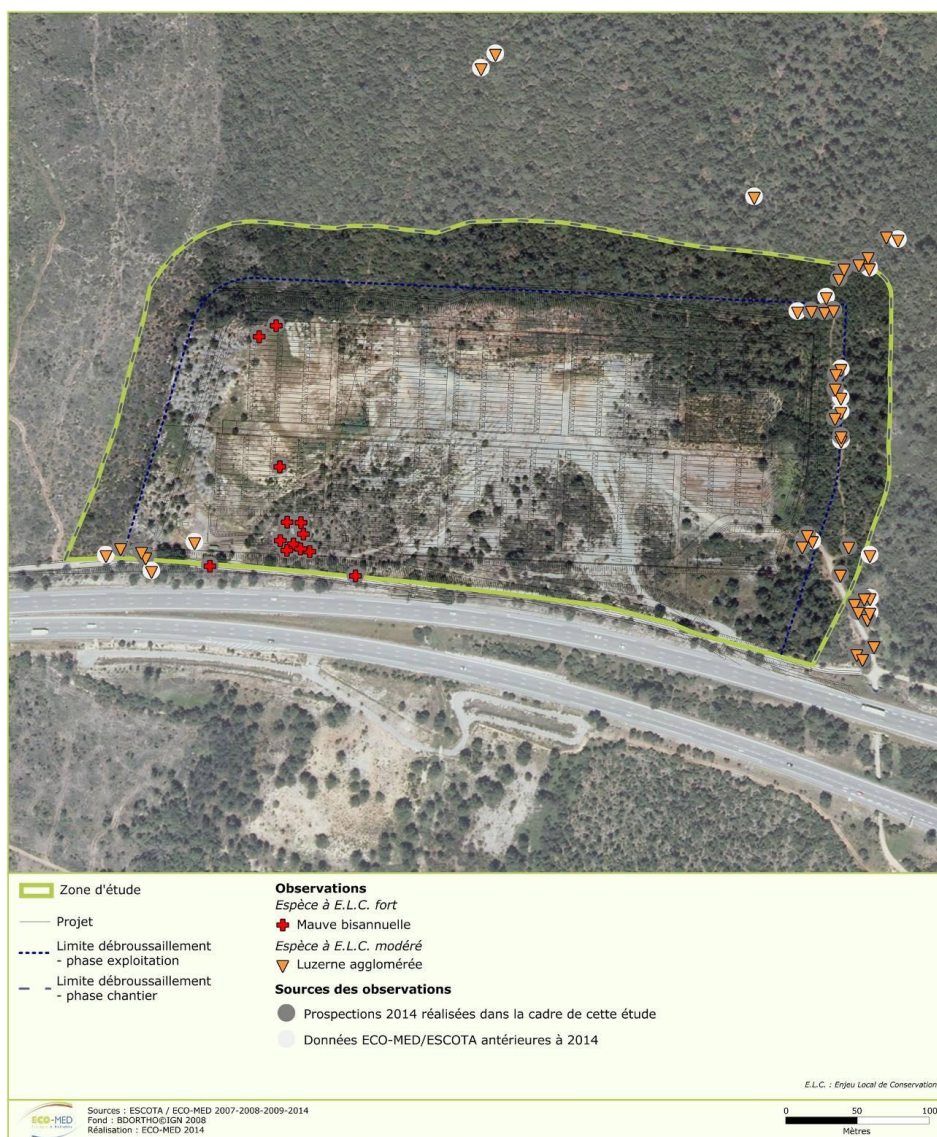 Zone d'étude
Projet
Limite débroussaillement
- phase exploitation
Limite débroussaillement
- phase chantier
Observations
Espèce à E.L.C. fort
Mauve bisannuelle
Espèce à E.L.C. modéré
Luzerne agglomérée
Sources des observations
Prospections 2014 réalisées dans la cadre de cette étude
Données ECO-MED/ESCOTA antérieures à 2014
E.L.C. : Enjeu Local de Conservation
ECO-MED
Sources : ESCOTA / ECO-MED 2007-2008-2009-2014
Fond : BDORTHO©IGN 2008
Réalisation : ECO-MED 2014
0 50 100
Mètres